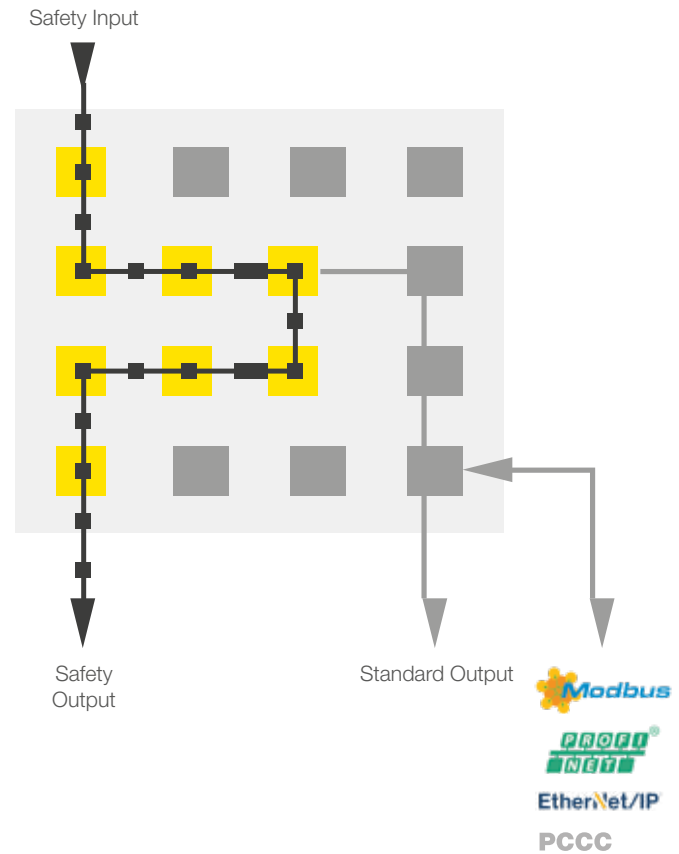 Safety Input
Safety
Output
Standard Output
Modbus
PROFI
NET
®
EtherNet/IP
PCCC